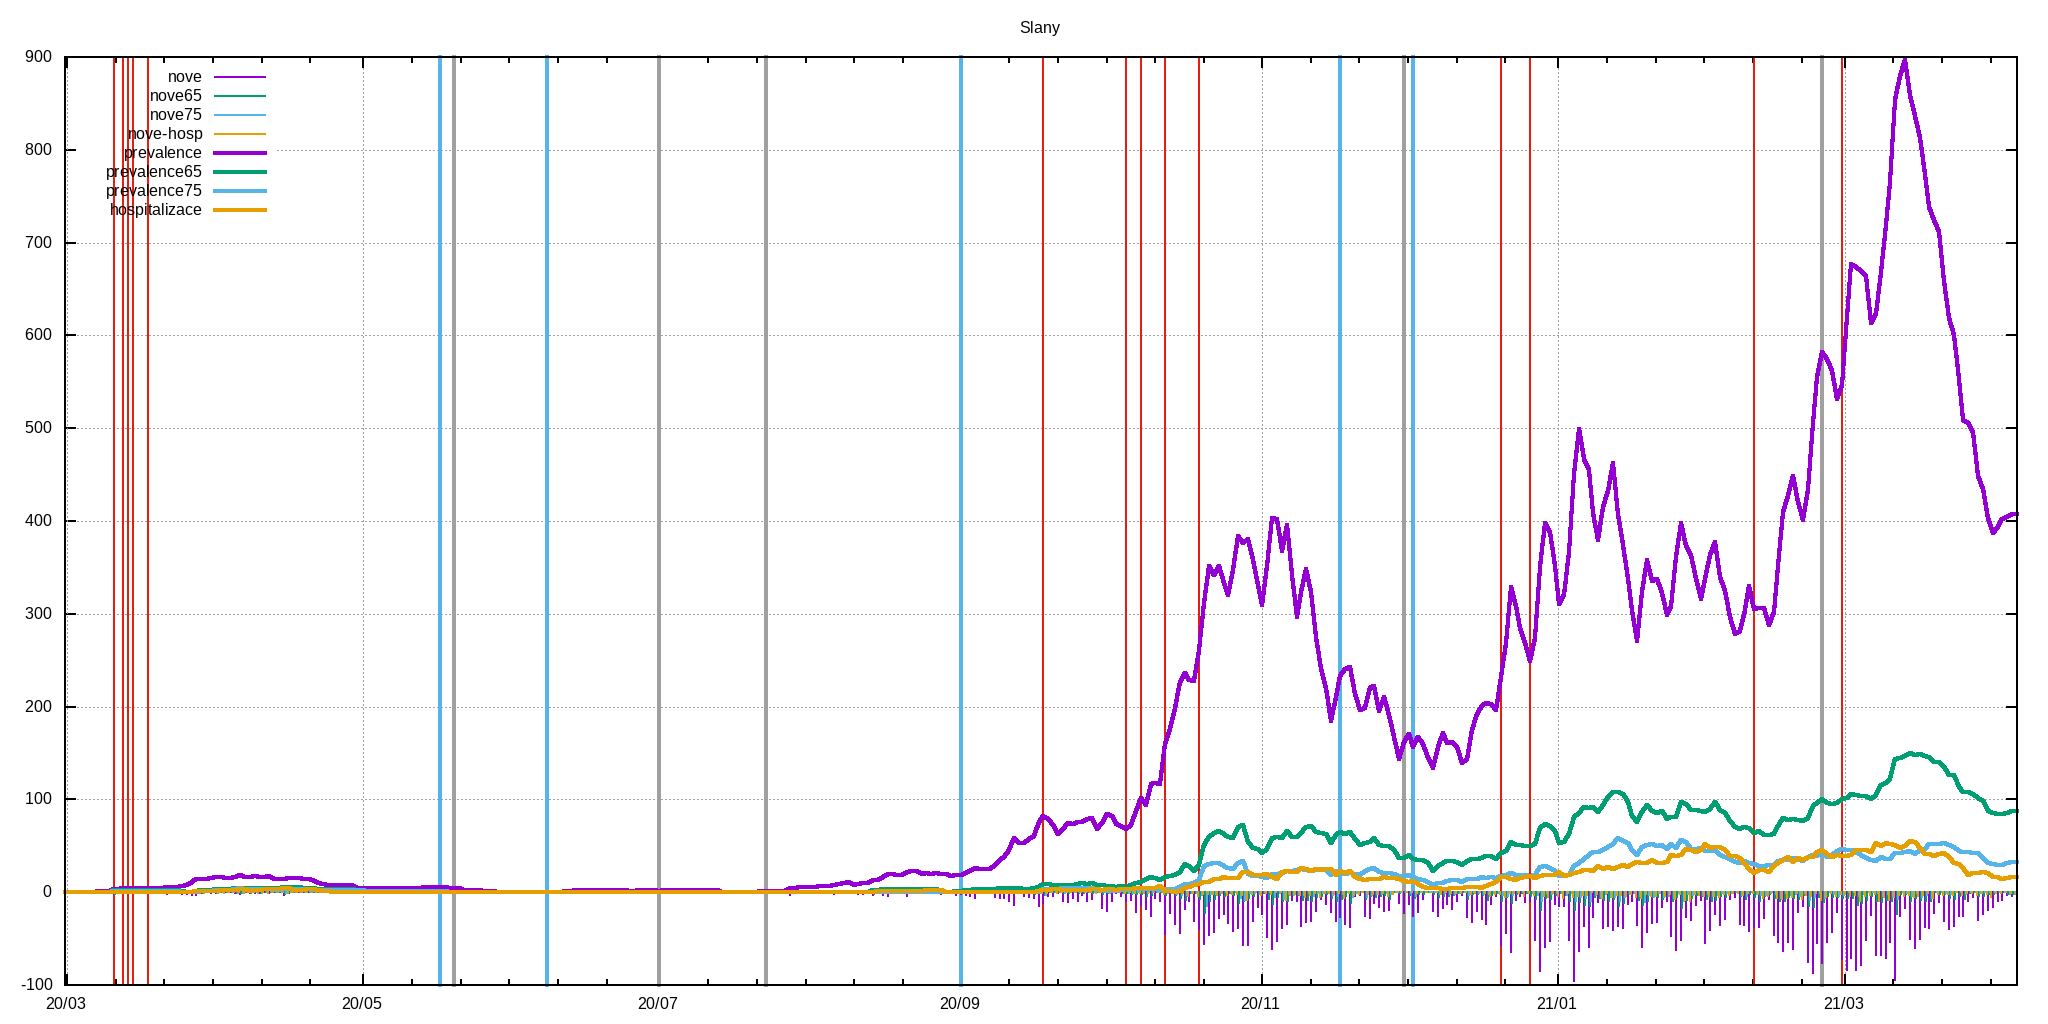 Slany
900
800
700
600
500
400
300
200
100
0
-100
nove
nove65
nove75
nove-hosp
prevalence
prevalence65
prevalence75
hospitalizace
20/03 20/05 20/07 20/09 20/11 21/01 21/03